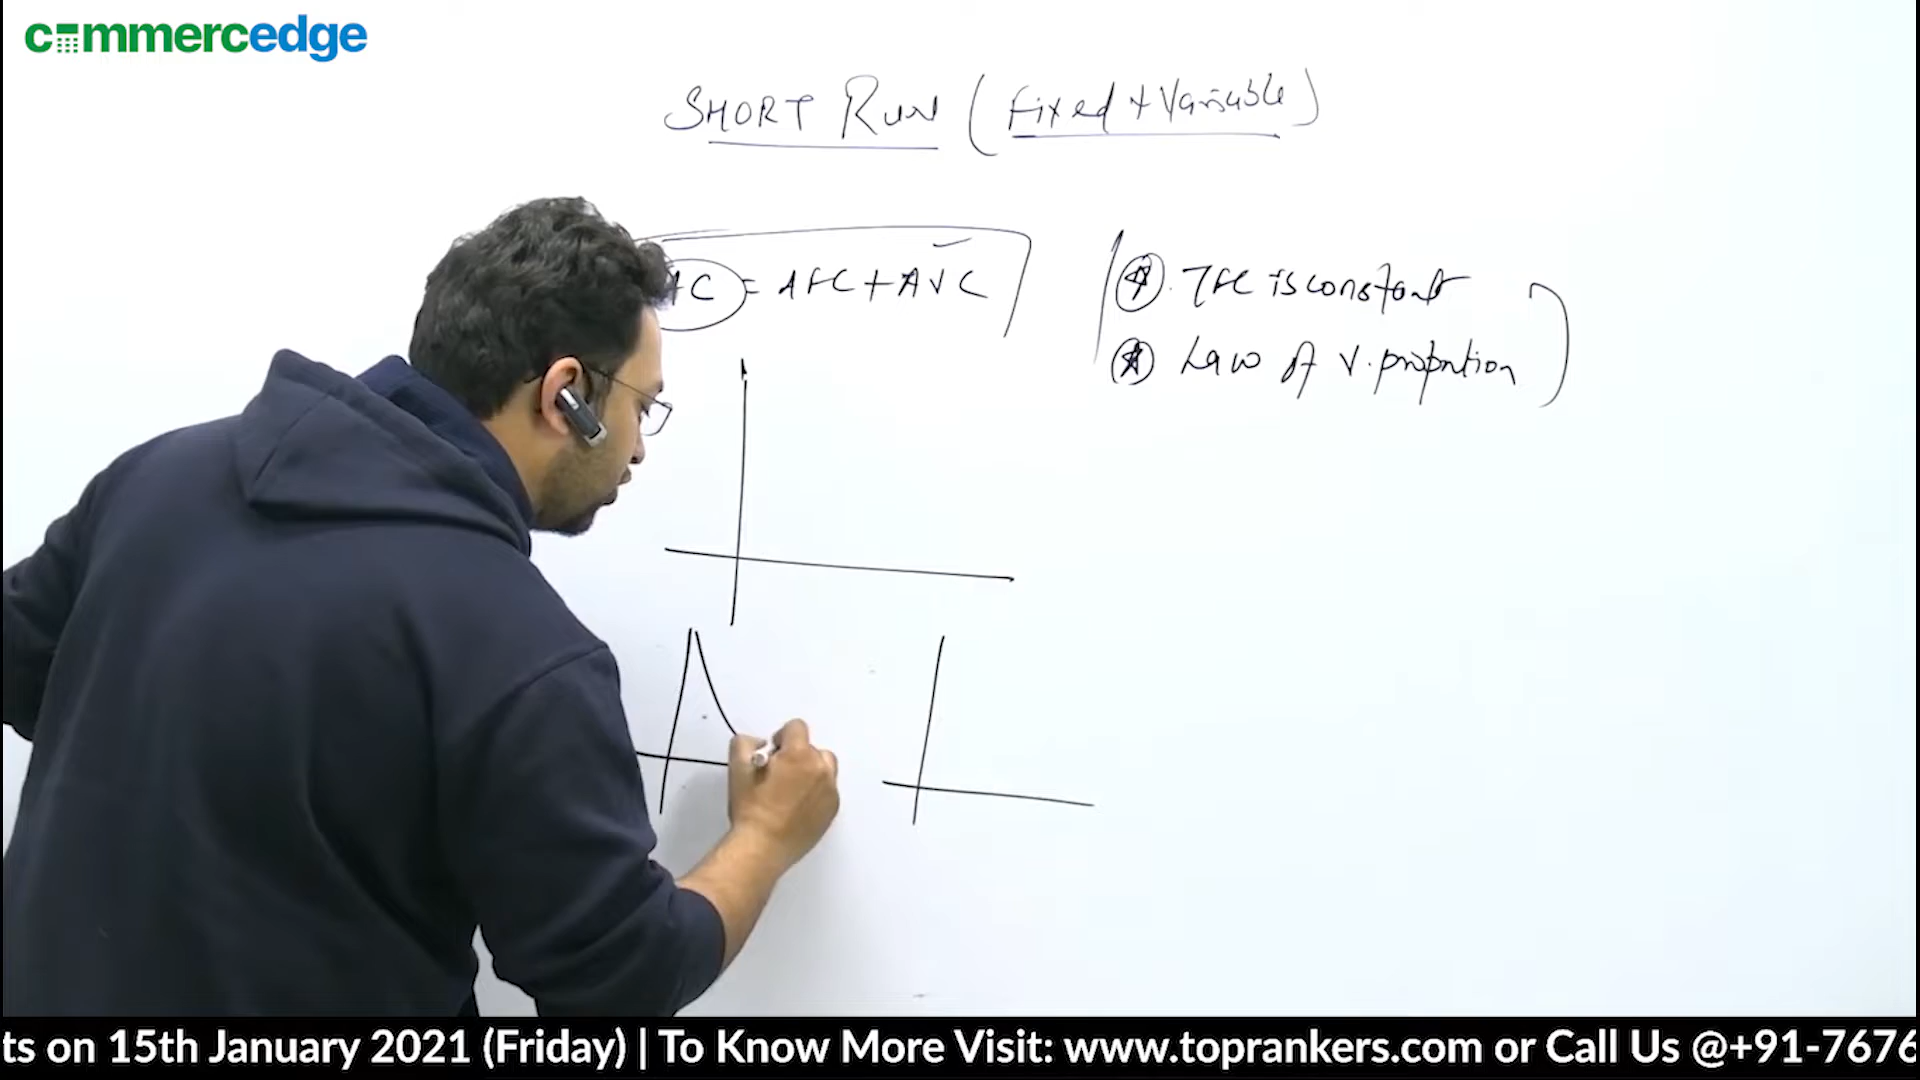 commercedge
SHORT RUN (Fixed + Variable)
AC = AFC + AVC
TFC is constant
Law of V. proportion
ts on 15th January 2021 (Friday) | To Know More Visit: www.toprankers.com or Call Us @+91-7676